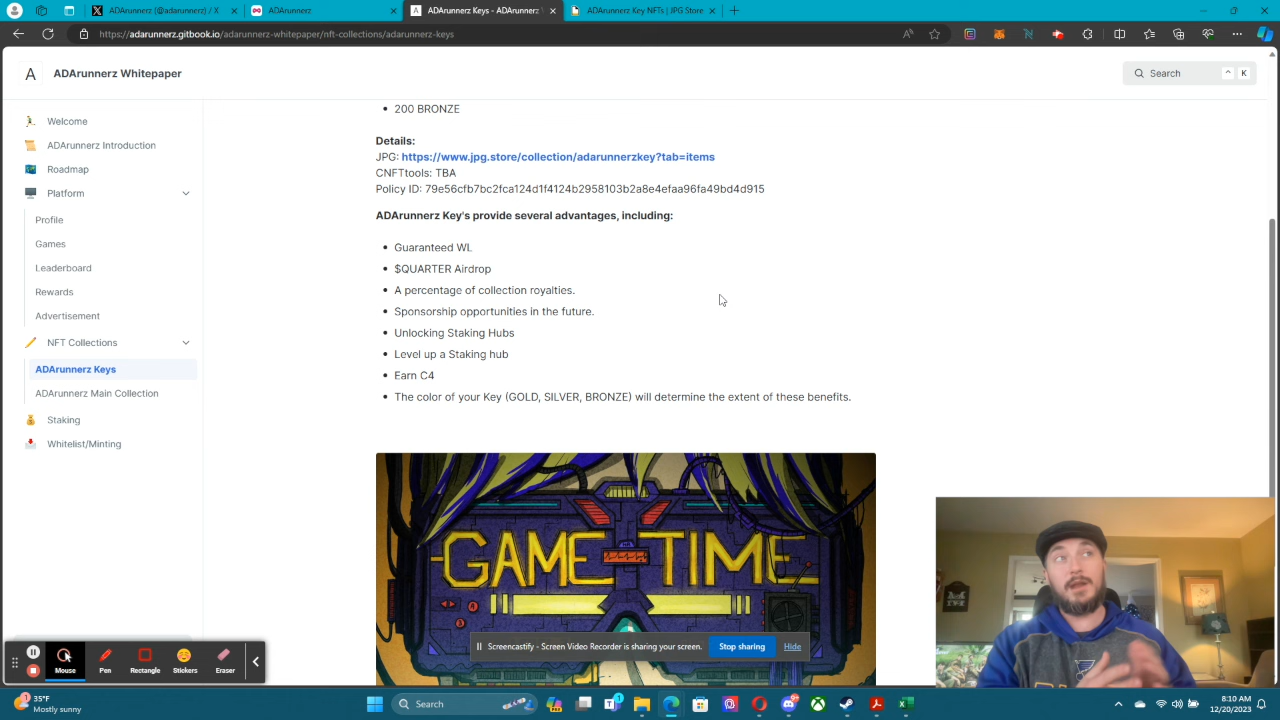 ADArunnerz (@adarunnerz) / X
ADArunnerz
ADArunnerz Keys - ADArunnerz
ADArunnerz Key NFTs | JPG Store
https://adarunnerz.gitbook.io/adarunnerz-whitepaper/nft-collections/adarunnerz-keys
A
ADArunnerz Whitepaper
Search
^
K
Welcome
ADArunnerz Introduction
Roadmap
Platform
Profile
Games
Leaderboard
Rewards
Advertisement
NFT Collections
ADArunnerz Keys
ADArunnerz Main Collection
Staking
Whitelist/Minting
200 BRONZE
Details:
JPG: https://www.jpg.store/collection/adarunnerzkey?tab=items
CNFTtools: TBA
Policy ID: 79e56cfb7bc2fca124d1f4124b2958103b2a8e4efaa96fa49bd4d915
ADArunnerz Key's provide several advantages, including:
Guaranteed WL
$QUARTER Airdrop
A percentage of collection royalties.
Sponsorship opportunities in the future.
Unlocking Staking Hubs
Level up a Staking hub
Earn C4
The color of your Key (GOLD, SILVER, BRONZE) will determine the extent of these benefits.
GAME-TIME
Screencastify - Screen Video Recorder is sharing your screen.
Stop sharing
Hide
Mouse
Pen
Rectangle
Stickers
Eraser
35°F
Mostly sunny
Search
8:10 AM
12/20/2023